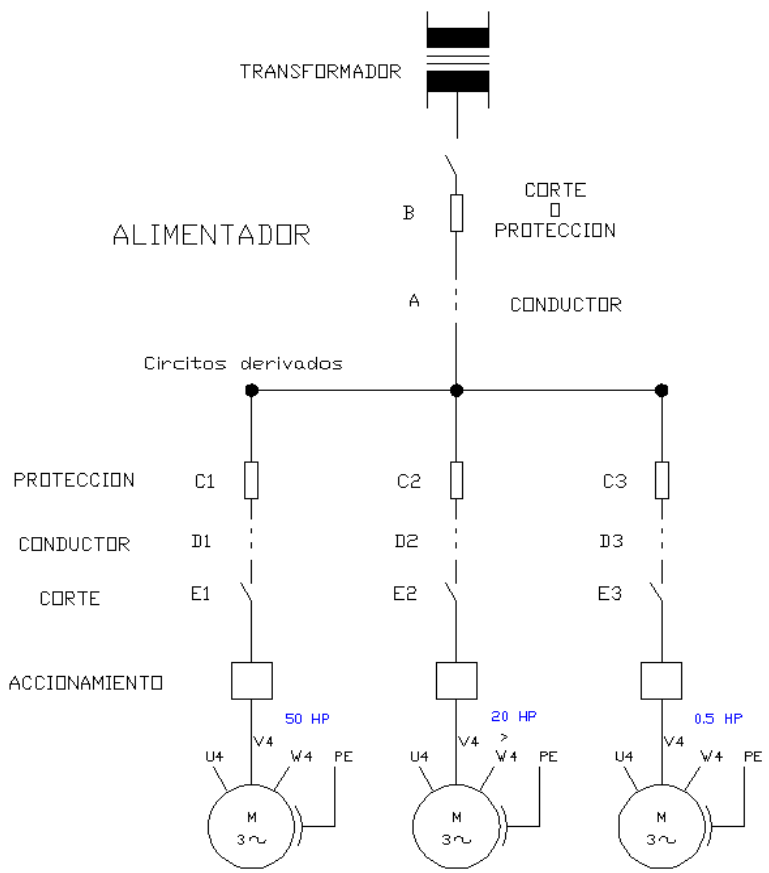 TRANSFORMADOR
CORTE
O
PROTECCION
B
ALIMENTADOR
A
CONDUCTOR
Circitos derivados
PROTECCION
C1
C2
C3
CONDUCTOR
D1
D2
D3
CORTE
E1
E2
E3
ACCIONAMIENTO
50 HP
20 HP
0.5 HP
>
U4
V4
W4
PE
U4
V4
W4
PE
U4
V4
W4
PE
M
3~
M
3~
M
3~